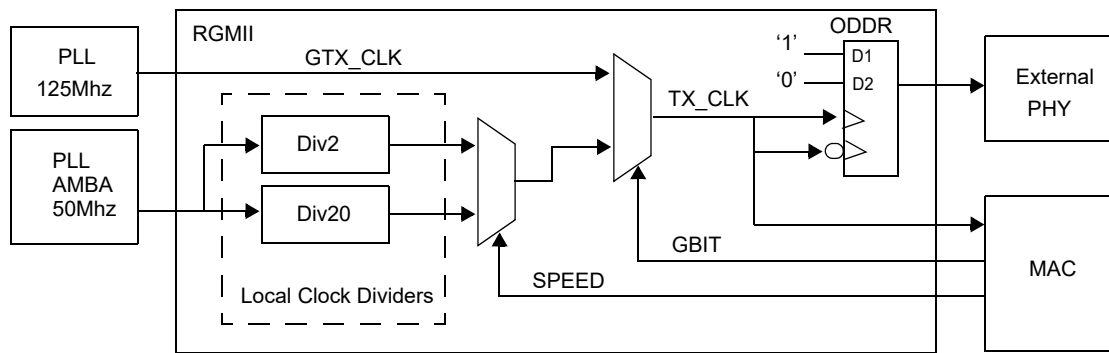 RGMII
ODDR
PLL
125Mhz
GTX_CLK
‘1’
D1
‘0’
D2
External
PHY
TX_CLK
PLL
AMBA
50Mhz
Div2
Div20
GBIT
MAC
SPEED
Local Clock Dividers